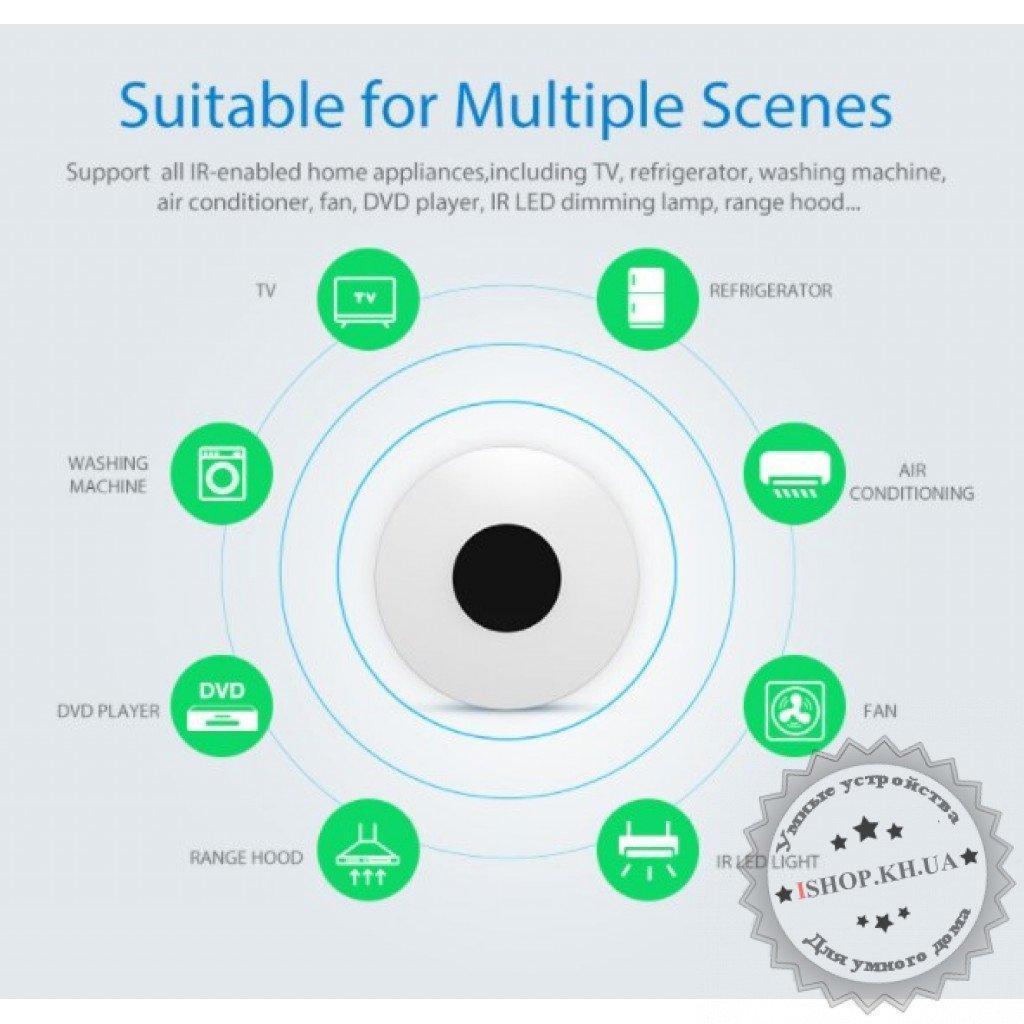 Suitable for Multiple Scenes
Support all IR-enabled home appliances,including TV, refrigerator, washing machine,
air conditioner, fan, DVD player, IR LED dimming lamp, range hood...
TV
TV
REFRIGERATOR
WASHING
MACHINE
AIR
CONDITIONING
DVD PLAYER
DVD
FAN
RANGE HOOD
IR LED LIGHT
Умные устройства
ISHOP.KH.UA
Для умного дома